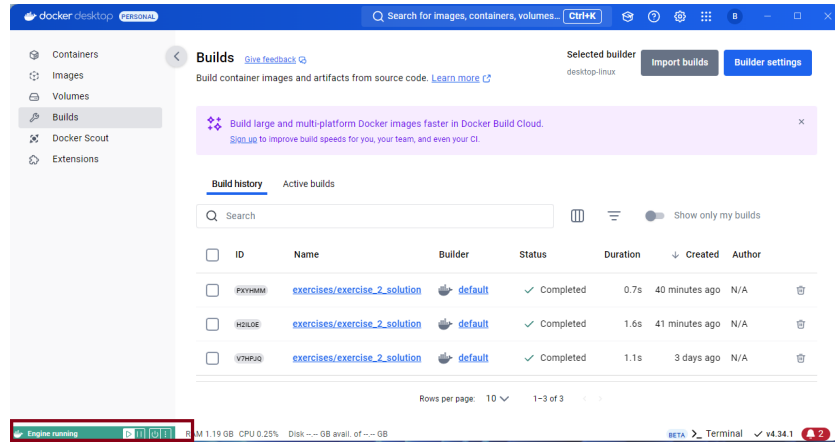 docker desktop PERSONAL
Search for images, containers, volumes... Ctrl+K
B
Containers
Images
Volumes
Builds
Docker Scout
Extensions
Builds Give feedback
Build container images and artifacts from source code. Learn more
Selected builder
desktop-linux
Import builds
Builder settings
Build large and multi-platform Docker images faster in Docker Build Cloud.
Sign up to improve build speeds for you, your team, and even your CI.
Build history Active builds
Search
Show only my builds
ID Name Builder Status Duration Created Author
PXYHMM exercises/exercise_2_solution default Completed 0.7s 40 minutes ago N/A
H2IL0E exercises/exercise_2_solution default Completed 1.6s 41 minutes ago N/A
V7HPJQ exercises/exercise_2_solution default Completed 1.1s 3 days ago N/A
Rows per page: 10 1–3 of 3
Engine running
RAM 1.19 GB CPU 0.25% Disk --.-- GB avail. of --.-- GB
BETA >_ Terminal v4.34.1 2